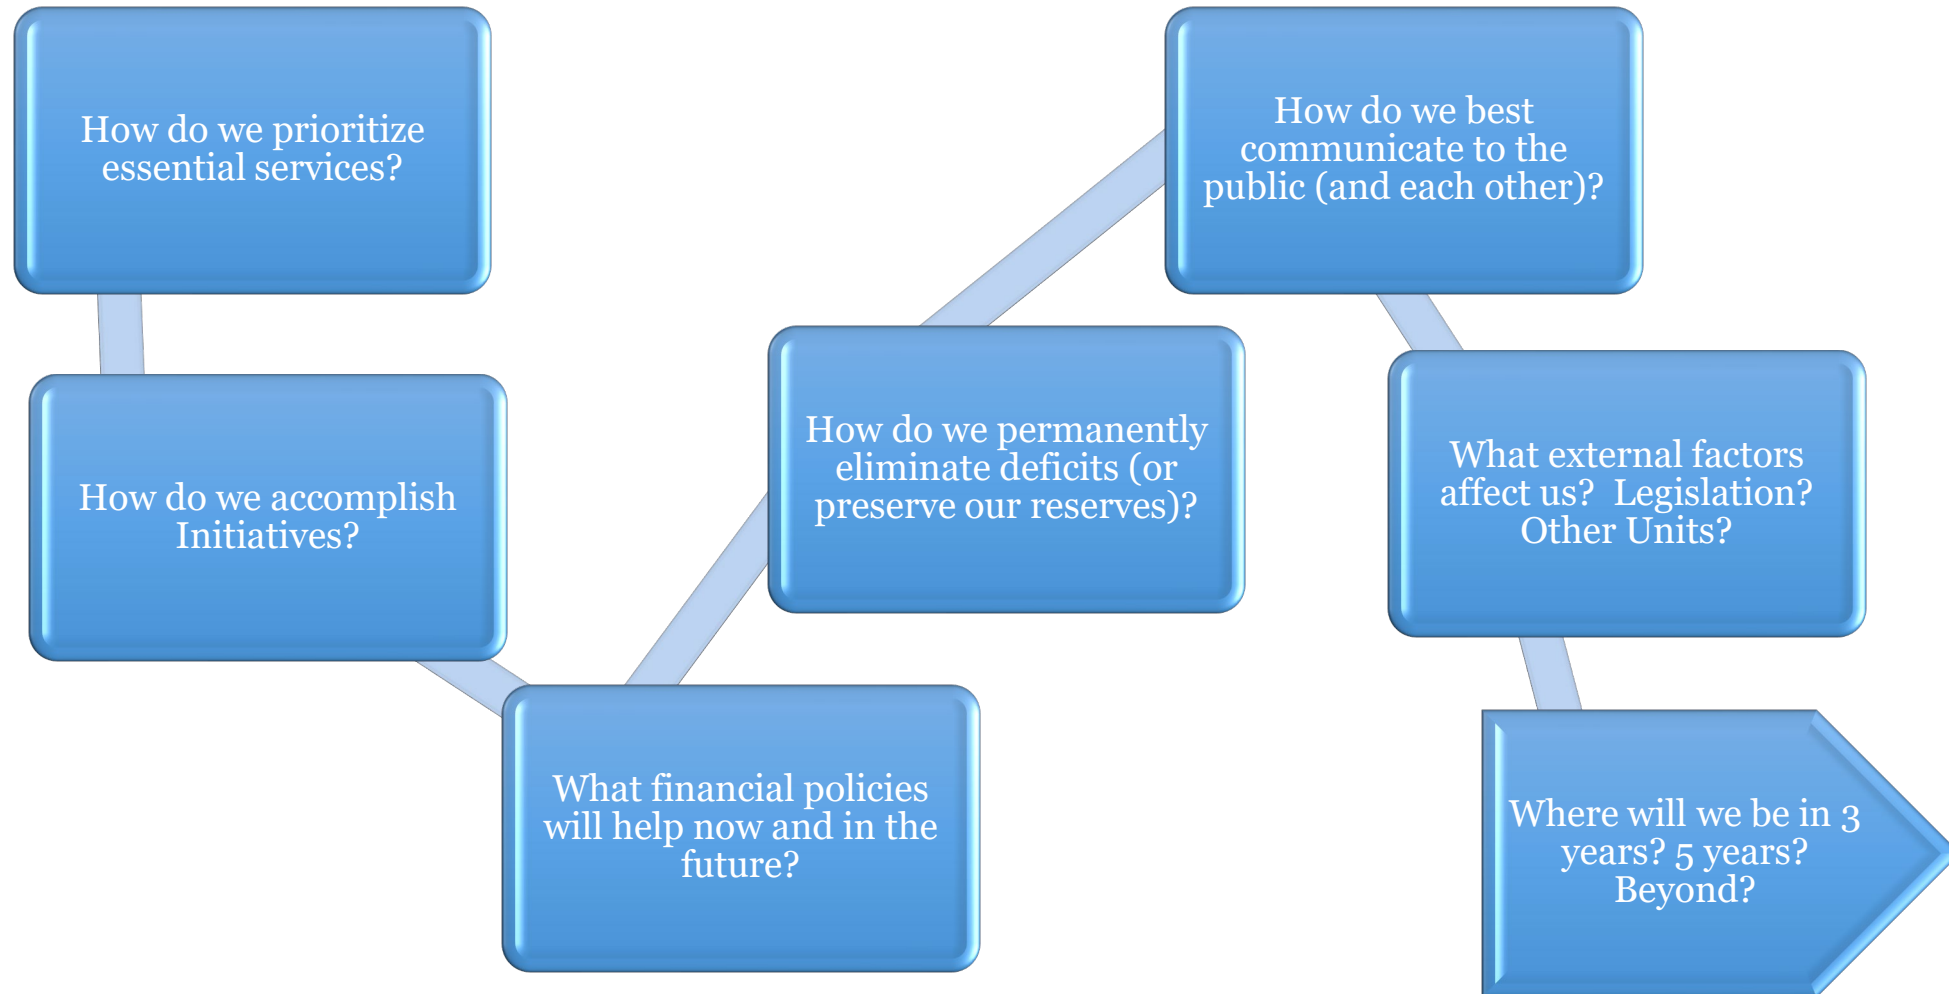 How do we prioritize
essential services?
How do we accomplish
Initiatives?
What financial policies
will help now and in the
future?
How do we permanently
eliminate deficits (or
preserve our reserves)?
How do we best
communicate to the
public (and each other)?
What external factors
affect us?  Legislation?
Other Units?
Where will we be in 3
years? 5 years?
Beyond?